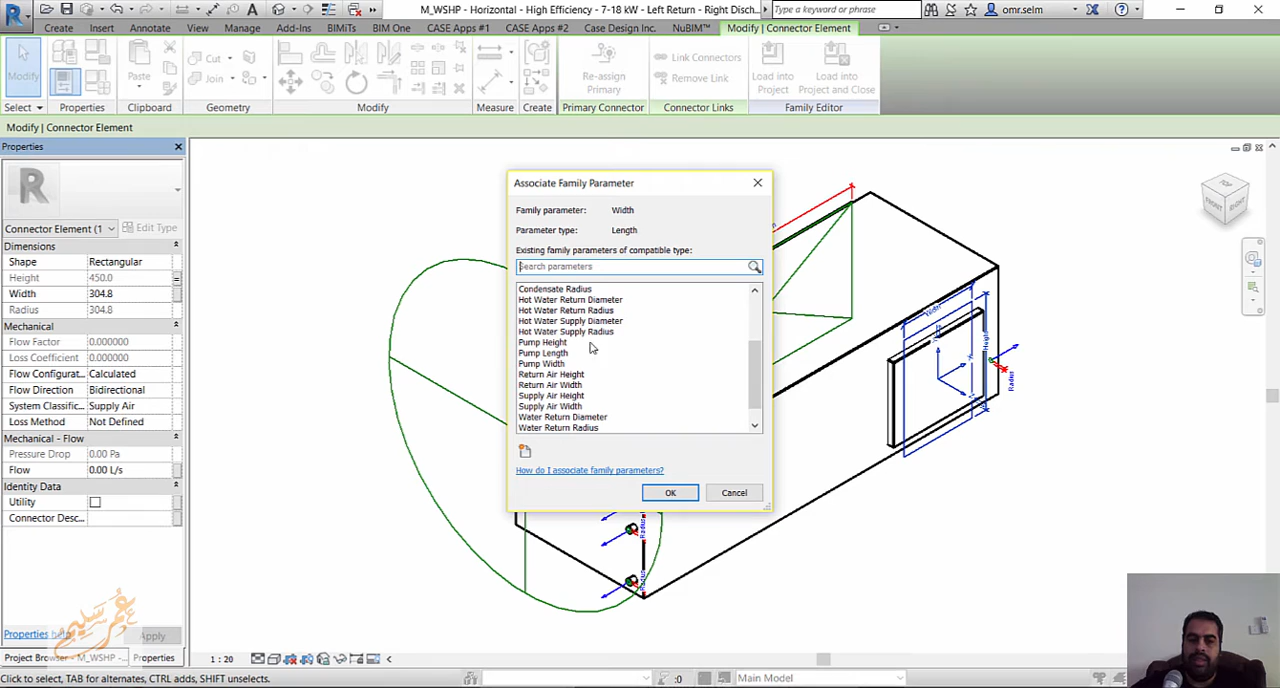 M_WSHP - Horizontal - High Efficiency - 7-18 kW - Left Return - Right Disch...
Type a keyword or phrase
omr.selm
Create Insert Annotate View Manage Add-Ins BIMiTs BIM One CASE Apps #1 CASE Apps #2 Case Design Inc. NuBIM™ Modify | Connector Element
Modify
Paste
Cut
Join
Re-assign
Primary
Link Connectors
Remove Link
Load into
Project
Load into
Project and Close
Select Properties Clipboard Geometry Modify Measure Create Primary Connector Connector Links Family Editor
Modify | Connector Element
Properties
R
Connector Element (1
Edit Type
Dimensions
Shape Rectangular
Height 450.0
Width 304.8
Radius 304.8
Mechanical
Flow Factor 0.000000
Loss Coefficient 0.000000
Flow Configurat... Calculated
Flow Direction Bidirectional
System Classific... Supply Air
Loss Method Not Defined
Mechanical - Flow
Pressure Drop 0.00 Pa
Flow 0.00 L/s
Identity Data
Utility
Connector Desc...
Properties help
Apply
عمر سليم
Project Browser - M_WSHP -... Properties
Associate Family Parameter
Family parameter: Width
Parameter type: Length
Existing family parameters of compatible type:
Search parameters
Condensate Radius
Hot Water Return Diameter
Hot Water Return Radius
Hot Water Supply Diameter
Hot Water Supply Radius
Pump Height
Pump Length
Pump Width
Return Air Height
Return Air Width
Supply Air Height
Supply Air Width
Water Return Diameter
Water Return Radius
How do I associate family parameters?
OK Cancel
TOP
FRONT
RIGHT
Width
Height
Radius
Radius
Radius
1 : 20
Click to select, TAB for alternates, CTRL adds, SHIFT unselects.
:0
Main Model